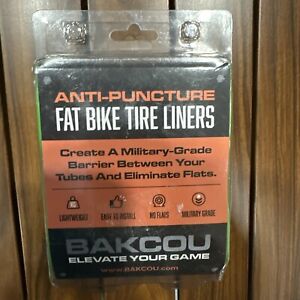 ANTI-PUNCTURE
FAT BIKE TIRE LINERS
Create A Military-Grade
Barrier Between Your
Tubes And Eliminate Flats.
LIGHTWEIGHT EASY TO INSTALL NO FLATS MILITARY GRADE
BAKCOU
ELEVATE YOUR GAME
www.BAKCOU.com